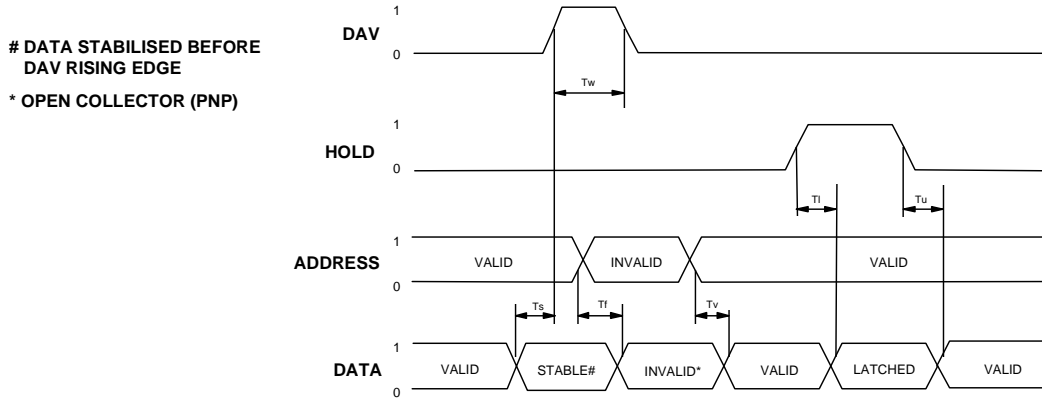 # DATA STABILISED BEFORE
DAV RISING EDGE
* OPEN COLLECTOR (PNP)
DAV
1
0
Tw
HOLD
1
0
Tl
Tu
ADDRESS
1
0
VALID
INVALID
VALID
Ts
Tf
Tv
DATA
1
0
VALID
STABLE#
INVALID*
VALID
LATCHED
VALID